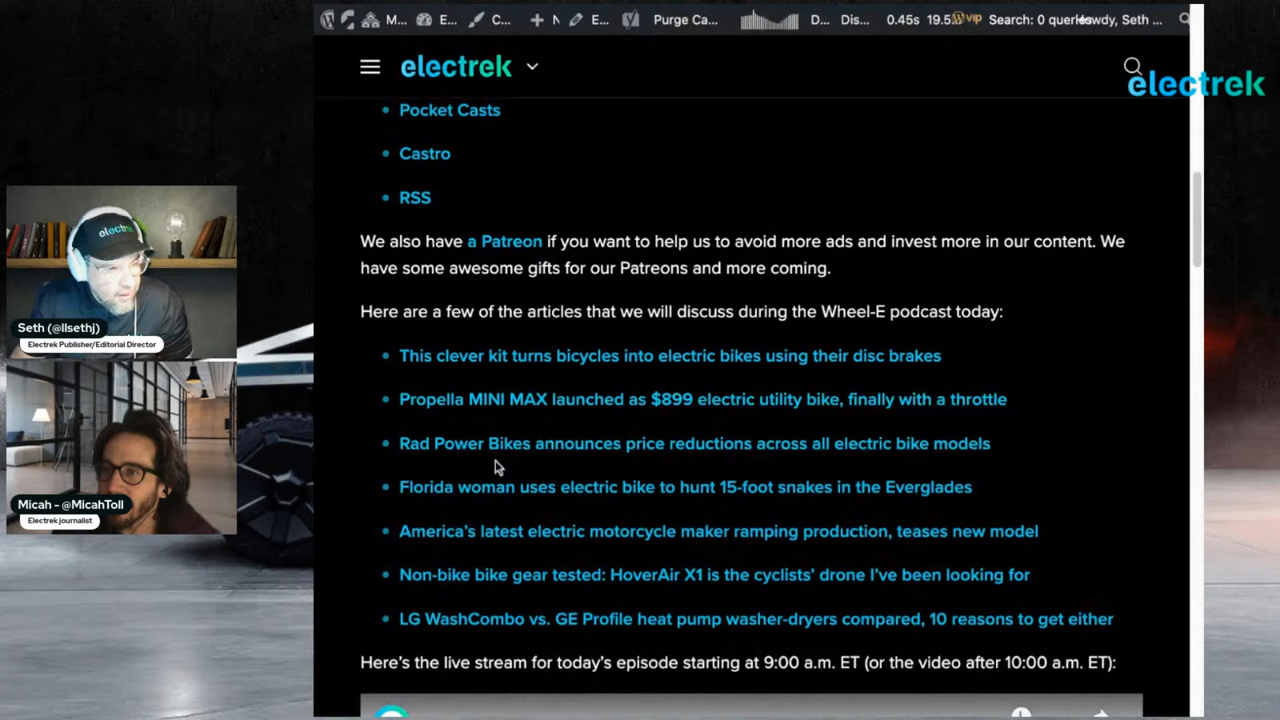 M... E... C... N E... Purge Ca... D... Dis... 0.45s 19.5 vip Search: 0 queries Howdy, Seth ...
electrek
electrek
Pocket Casts
Castro
RSS
We also have a Patreon if you want to help us to avoid more ads and invest more in our content. We
have some awesome gifts for our Patreons and more coming.
Here are a few of the articles that we will discuss during the Wheel-E podcast today:
This clever kit turns bicycles into electric bikes using their disc brakes
Propella MINI MAX launched as $899 electric utility bike, finally with a throttle
Rad Power Bikes announces price reductions across all electric bike models
Florida woman uses electric bike to hunt 15-foot snakes in the Everglades
America's latest electric motorcycle maker ramping production, teases new model
Non-bike bike gear tested: HoverAir X1 is the cyclists' drone I've been looking for
LG WashCombo vs. GE Profile heat pump washer-dryers compared, 10 reasons to get either
Here's the live stream for today's episode starting at 9:00 a.m. ET (or the video after 10:00 a.m. ET):
electrek
Seth (@llsethj)
Electrek Publisher/Editorial Director
Micah - @MicahToll
Electrek journalist